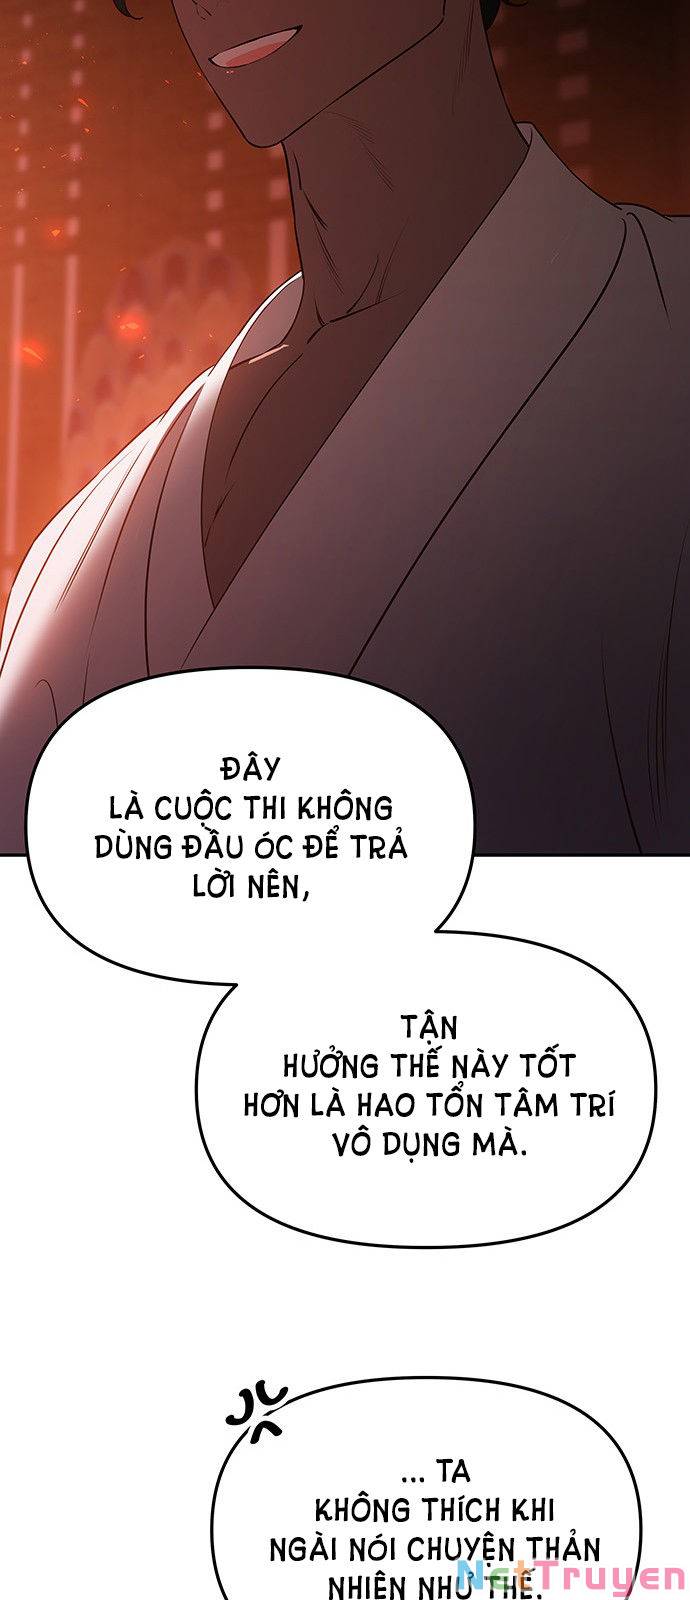 ĐÂY
LÀ CUỘC THI KHÔNG
DÙNG ĐẦU ÓC ĐỂ TRẢ
LỜI NÊN,
TẬN
HƯỞNG THẾ NÀY TỐT
HƠN LÀ HAO TỔN TÂM TRÍ
VÔ DỤNG MÀ.
... TA
KHÔNG THÍCH KHI
NGÀI NÓI CHUYỆN THẢN
NHIÊN NHƯ THẾ.
NetTruyen